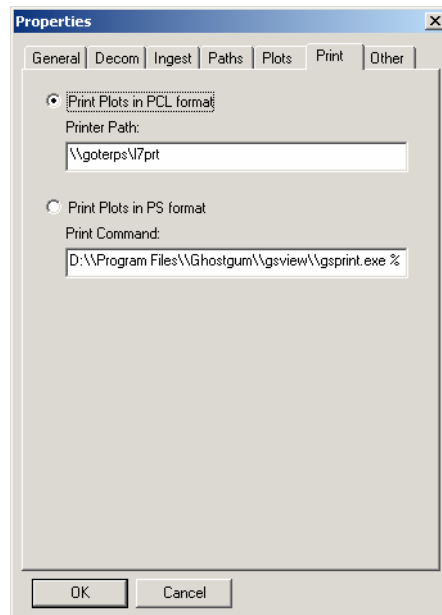 Properties
General Decom Ingest Paths Plots Print Other
Print Plots in PCL format
Printer Path:
\\goterps\l7prt
Print Plots in PS format
Print Command:
D:\\Program Files\\Ghostgum\\gsview\\gsprint.exe %
OK Cancel